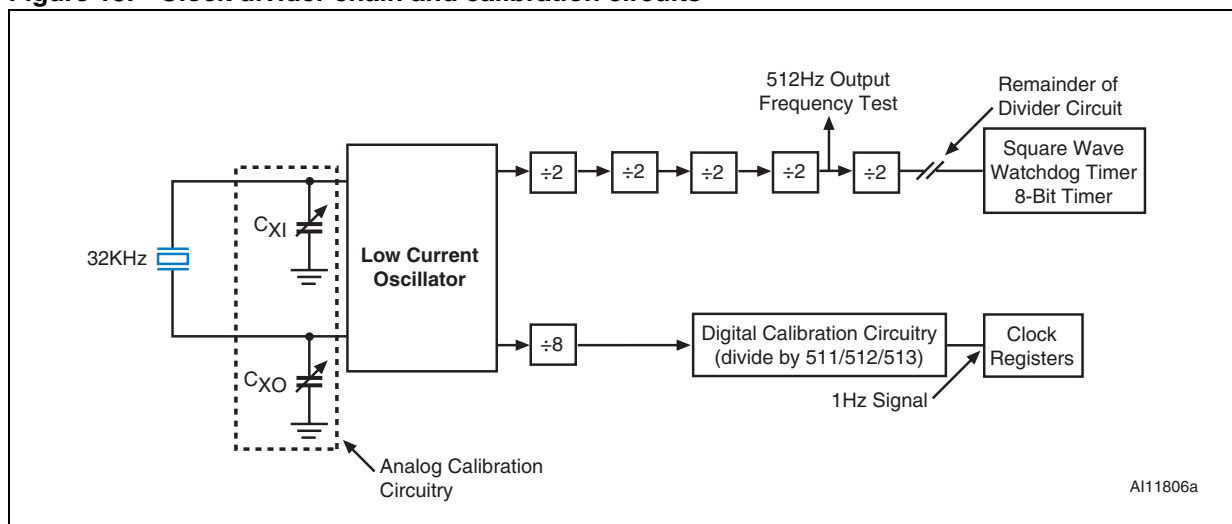 Figure 18. Clock divider chain and calibration circuits
512Hz Output
Frequency Test
Remainder of
Divider Circuit
÷2
÷2
÷2
÷2
÷2
Square Wave
Watchdog Timer
8-Bit Timer
CXI
32KHz
Low Current
Oscillator
÷8
Digital Calibration Circuitry
(divide by 511/512/513)
Clock
Registers
CXO
1Hz Signal
Analog Calibration
Circuitry
AI11806a